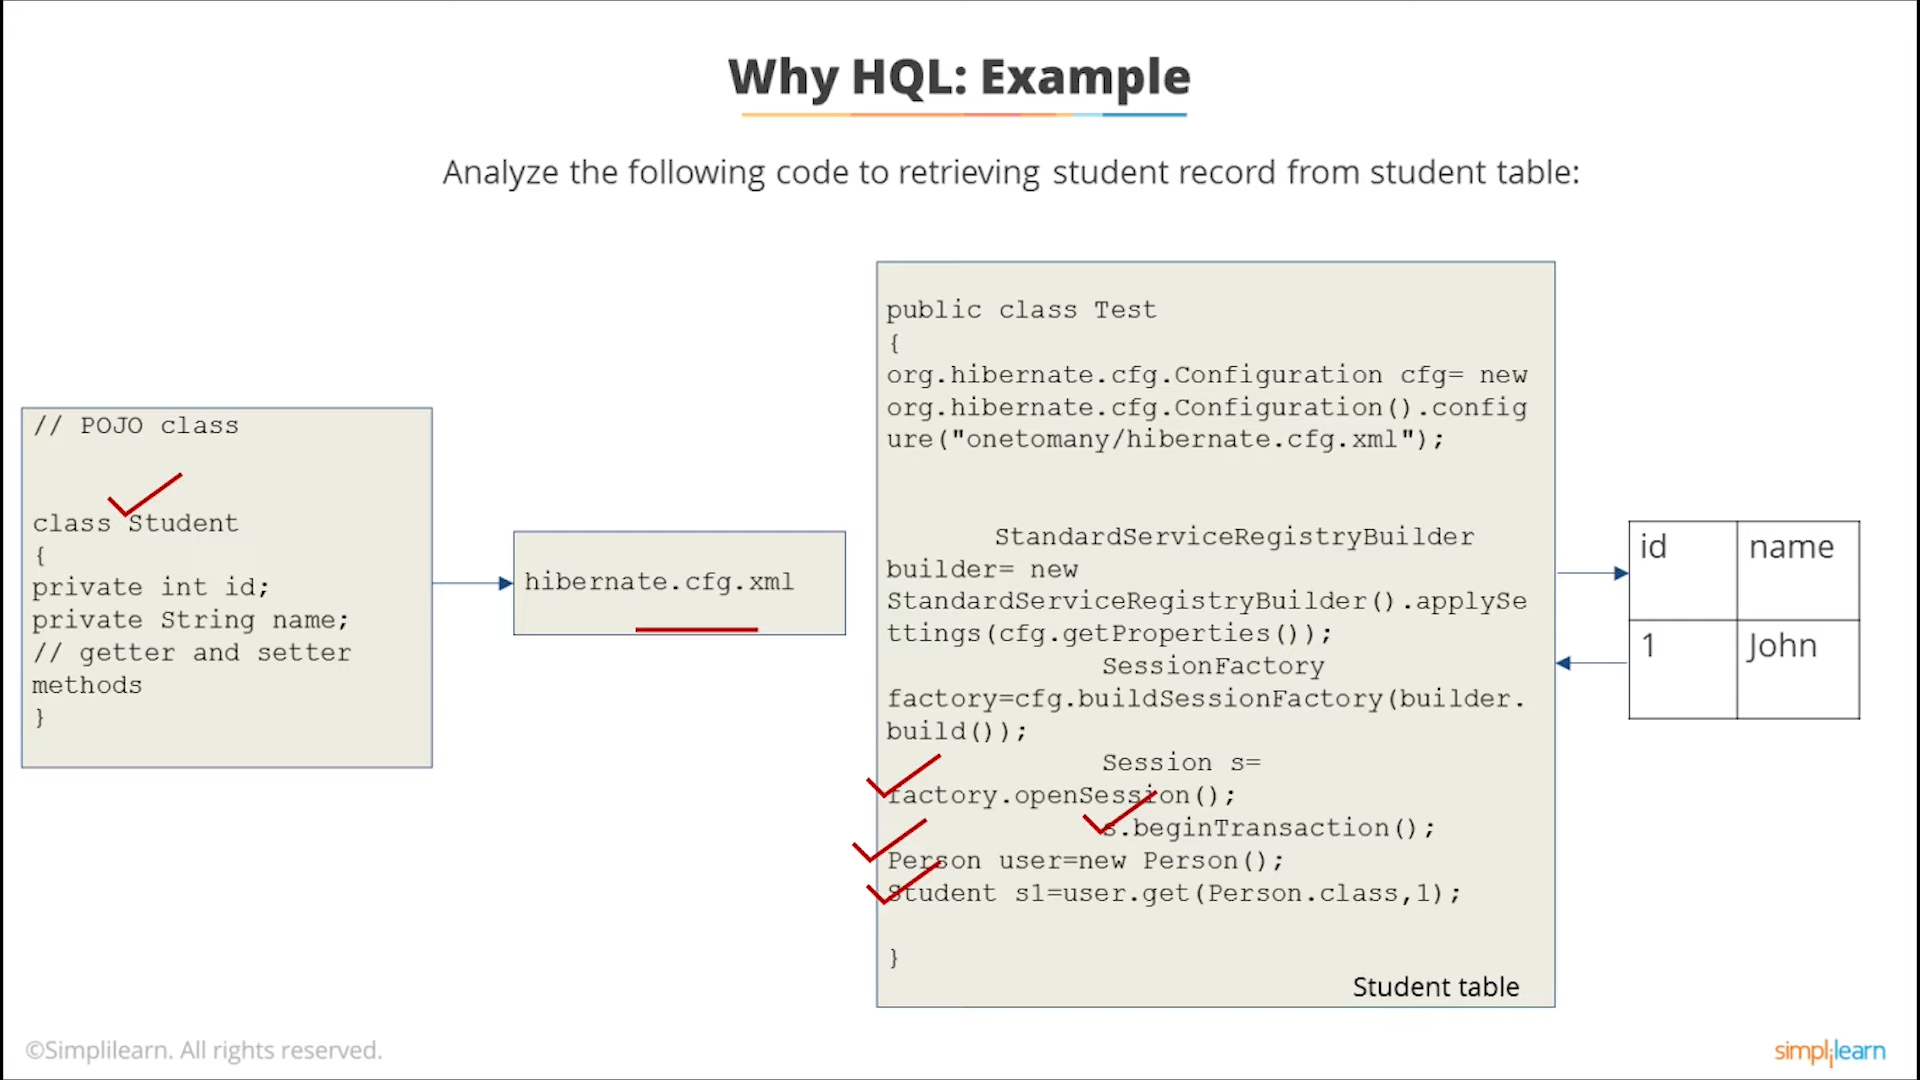 Why HQL: Example
Analyze the following code to retrieving student record from student table:
// POJO class
class Student
{
private int id;
private String name;
// getter and setter
methods
}
hibernate.cfg.xml
public class Test
{
org.hibernate.cfg.Configuration cfg= new
org.hibernate.cfg.Configuration().config
ure("onetomany/hibernate.cfg.xml");
StandardServiceRegistryBuilder
builder= new
StandardServiceRegistryBuilder().applySe
ttings(cfg.getProperties());
SessionFactory
factory=cfg.buildSessionFactory(builder.
build());
Session s=
factory.openSession();
s.beginTransaction();
Person user=new Person();
Student s1=user.get(Person.class,1);
}
Student table
id name
1 John
©Simplilearn. All rights reserved.
simplilearn